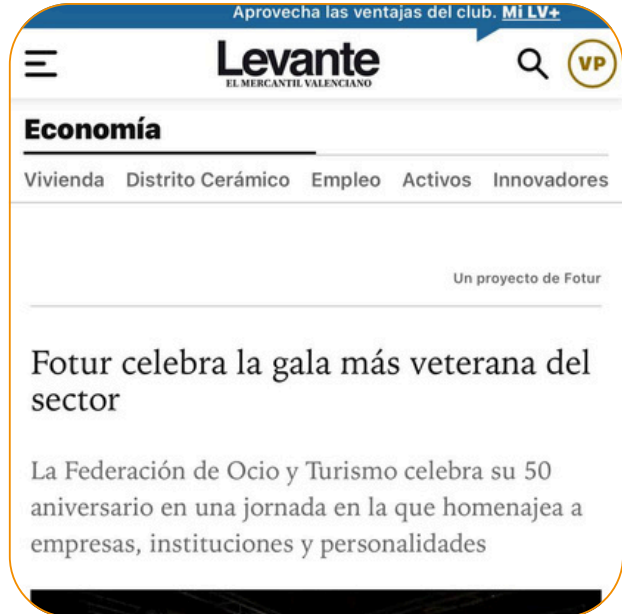 Aprovecha las ventajas del club. Mi LV+
Levante
EL MERCANTIL VALENCIANO
VP
Economía
Vivienda Distrito Cerámico Empleo Activos Innovadores
Un proyecto de Fotur
Fotur celebra la gala más veterana del
sector
La Federación de Ocio y Turismo celebra su 50
aniversario en una jornada en la que homenajea a
empresas, instituciones y personalidades